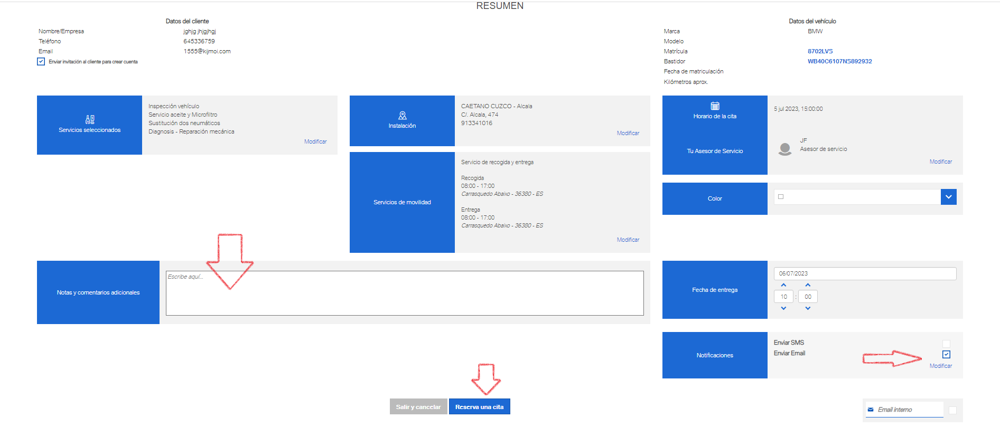 RESUMEN
Datos del cliente
Nombre/Empresa jghjg jhjgjhgj
Teléfono 645336759
Email 1555@kijmoi.com
Enviar invitación al cliente para crear cuenta
Datos del vehículo
Marca BMW
Modelo
Matrícula 8702LVS
Bastidor WB40C6107NS892932
Fecha de matriculación
Kilómetros aprox.
Servicios seleccionados
Inspección vehículo
Servicio aceite y Microfiltro
Sustitución dos neumáticos
Diagnosis - Reparación mecánica
Modificar
Instalación
CAETANO CUZCO - Alcala
C/. Alcala, 474
913341016
Modificar
Horario de la cita
5 jul 2023, 15:00:00
Tu Asesor de Servicio
JF
Asesor de servicio
Modificar
Servicios de movilidad
Servicio de recogida y entrega
Recogida
08:00 - 17:00
Carrasquedo Abaixo - 36380 - ES
Entrega
08:00 - 17:00
Carrasquedo Abaixo - 36380 - ES
Modificar
Color
Notas y comentarios adicionales
Escribe aquí...
Fecha de entrega
06/07/2023
10 : 00
Notificaciones
Enviar SMS
Enviar Email
Modificar
Salir y cancelar
Reserva una cita
Email interno